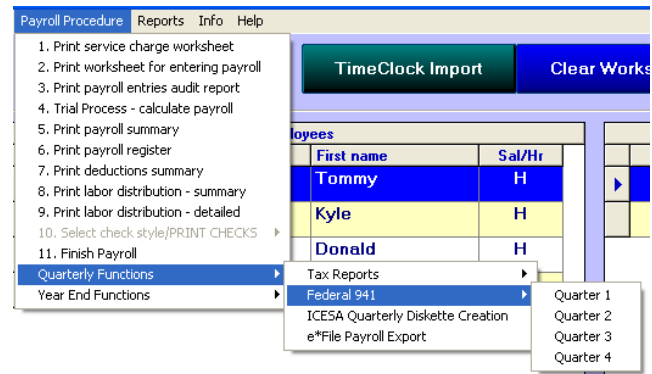 Payroll Procedure Reports Info Help
1. Print service charge worksheet
2. Print worksheet for entering payroll
3. Print payroll entries audit report
4. Trial Process - calculate payroll
5. Print payroll summary
6. Print payroll register
7. Print deductions summary
8. Print labor distribution - summary
9. Print labor distribution - detailed
10. Select check style/PRINT CHECKS
11. Finish Payroll
Quarterly Functions
Year End Functions
TimeClock Import Clear Works
loyees
First name Sal/Hr
Tommy H
Kyle H
Donald H
Tax Reports
Federal 941
ICESA Quarterly Diskette Creation
e*File Payroll Export
Quarter 1
Quarter 2
Quarter 3
Quarter 4